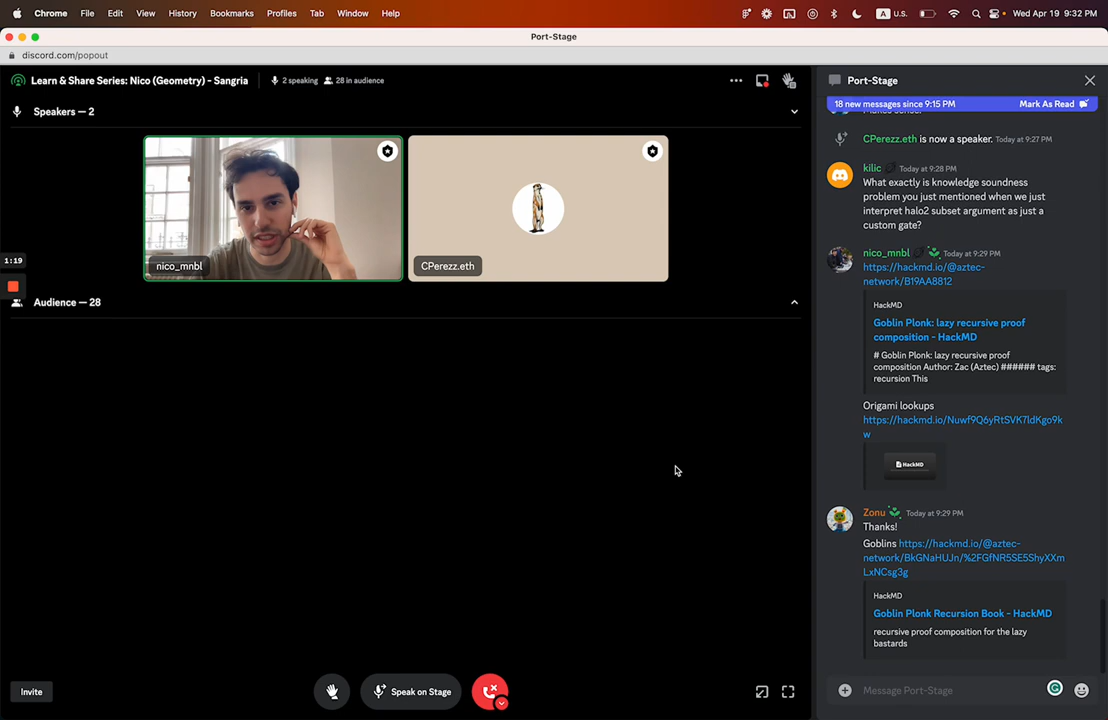 Chrome File Edit View History Bookmarks Profiles Tab Window Help
A U.S. Wed Apr 19 9:32 PM
Port-Stage
discord.com/popout
Learn & Share Series: Nico (Geometry) - Sangria 2 speaking 28 in audience
Speakers — 2
nico_mnbl
CPerezz.eth
1:19
Audience — 28
Invite
Speak on Stage
Port-Stage
18 new messages since 9:15 PM Mark As Read
CPerezz.eth is now a speaker. Today at 9:27 PM
kilic Today at 9:28 PM
What exactly is knowledge soundness
problem you just mentioned when we just
interpret halo2 subset argument as just a
custom gate?
nico_mnbl Today at 9:29 PM
https://hackmd.io/@aztec-
network/B19AA8812
HackMD
Goblin Plonk: lazy recursive proof
composition - HackMD
# Goblin Plonk: lazy recursive proof
composition Author: Zac (Aztec) ###### tags:
recursion This
Origami lookups
https://hackmd.io/Nuwf9Q6yRtSVK7ldKgo9k
w
HackMD
Zonu Today at 9:29 PM
Thanks!
Goblins https://hackmd.io/@aztec-
network/BkGNaHUJn/%2FGfNR5SE5ShyXXm
LxNCsg3g
HackMD
Goblin Plonk Recursion Book - HackMD
recursive proof composition for the lazy
bastards
Message Port-Stage